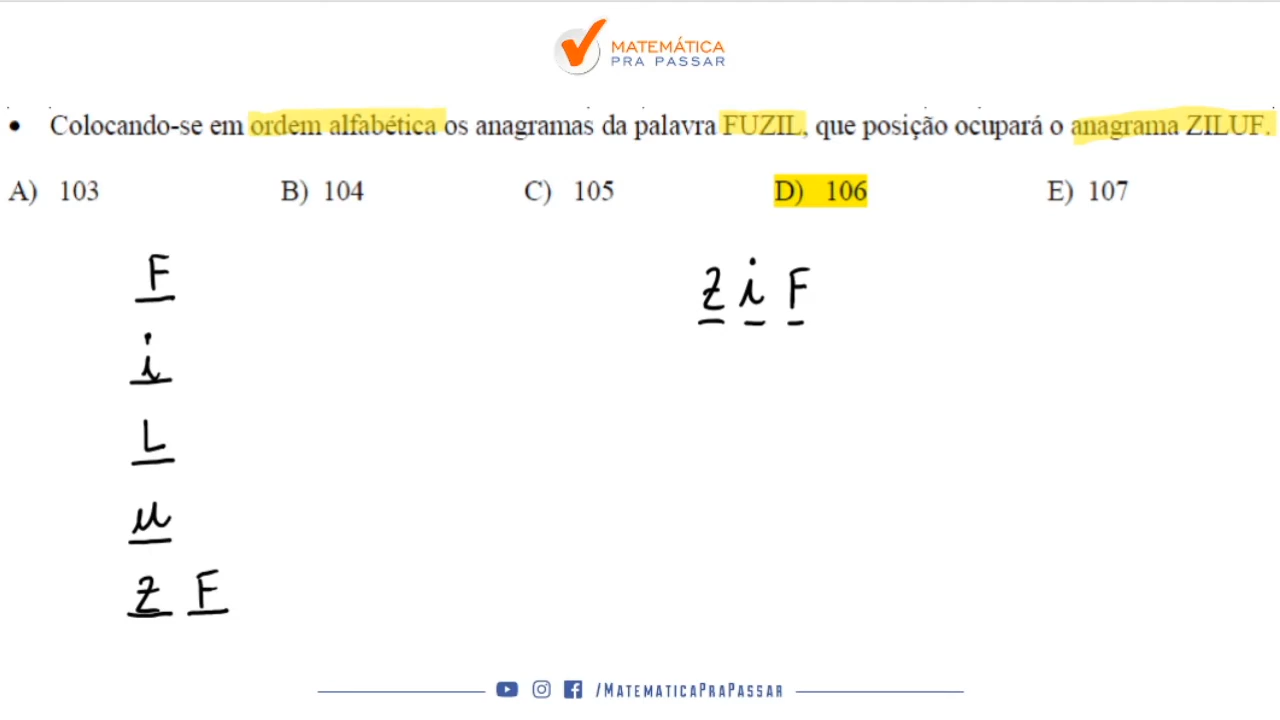 MATEMÁTICA
PRA PASSAR
• Colocando-se em ordem alfabética os anagramas da palavra FUZIL, que posição ocupará o anagrama ZILUF.
A) 103 B) 104 C) 105 D) 106 E) 107
F
i
L
u
Z F
Z i F
/MATEMATICAPRAPASSAR